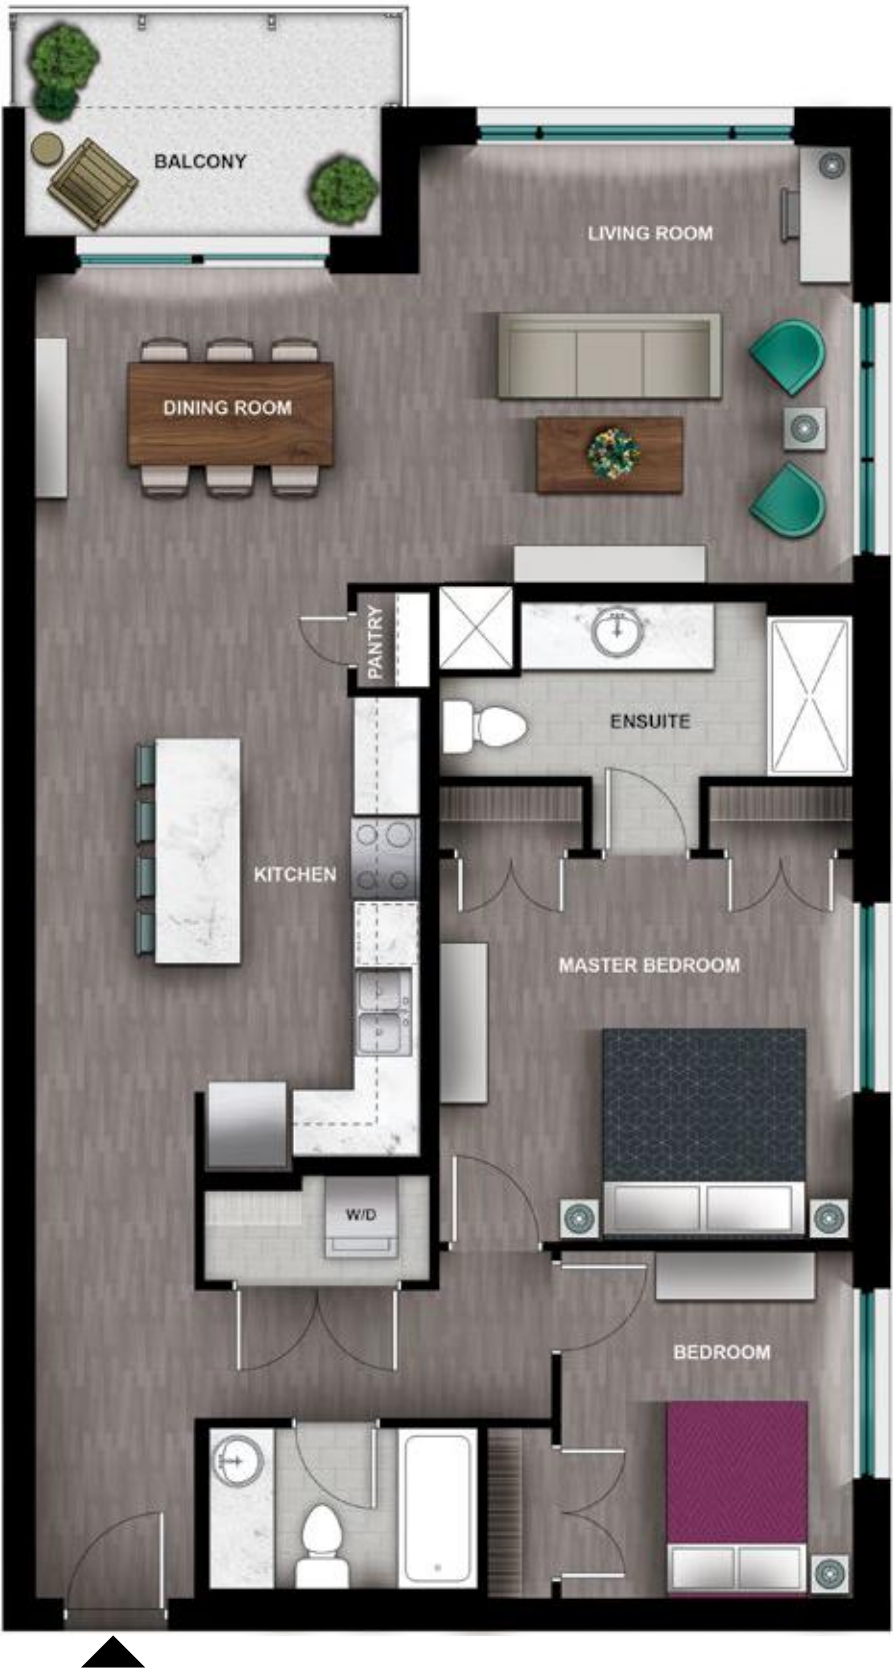 BALCONY
LIVING ROOM
DINING ROOM
PANTRY
ENSUITE
KITCHEN
MASTER BEDROOM
W/D
BEDROOM